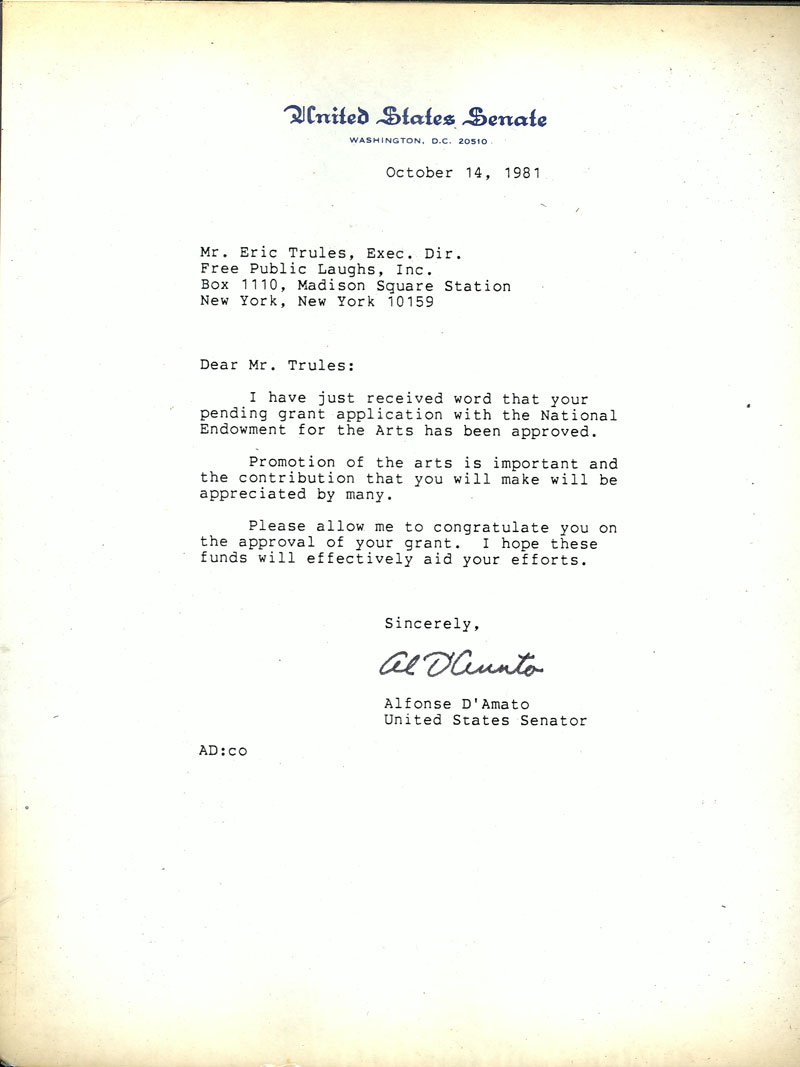 United States Senate
WASHINGTON, D.C. 20510
October 14, 1981
Mr. Eric Trules, Exec. Dir.
Free Public Laughs, Inc.
Box 1110, Madison Square Station
New York, New York 10159
Dear Mr. Trules:
I have just received word that your
pending grant application with the National
Endowment for the Arts has been approved.
Promotion of the arts is important and
the contribution that you will make will be
appreciated by many.
Please allow me to congratulate you on
the approval of your grant. I hope these
funds will effectively aid your efforts.
Sincerely,
Al D'Amato
Alfonse D'Amato
United States Senator
AD:co